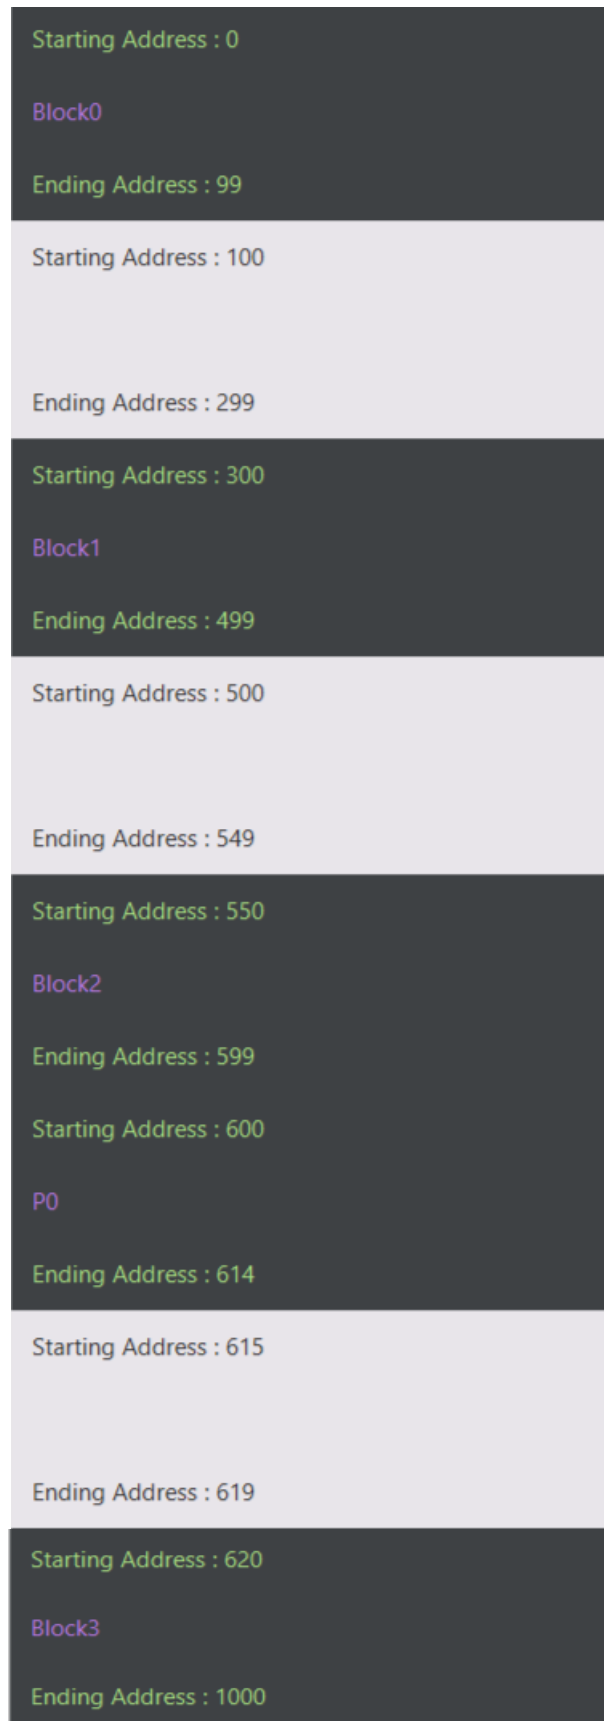 Starting Address : 0
Block0
Ending Address : 99
Starting Address : 100
Ending Address : 299
Starting Address : 300
Block1
Ending Address : 499
Starting Address : 500
Ending Address : 549
Starting Address : 550
Block2
Ending Address : 599
Starting Address : 600
P0
Ending Address : 614
Starting Address : 615
Ending Address : 619
Starting Address : 620
Block3
Ending Address : 1000